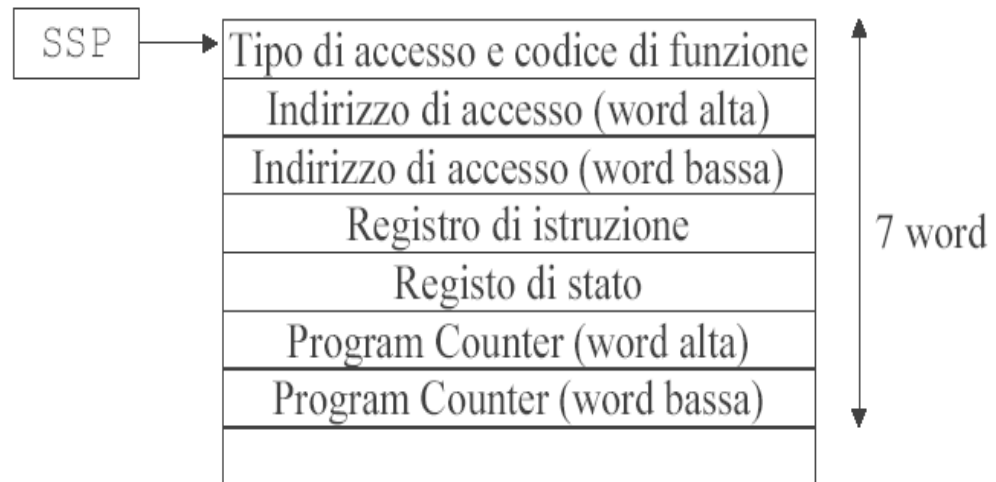 SSP
Tipo di accesso e codice di funzione
Indirizzo di accesso (word alta)
Indirizzo di accesso (word bassa)
Registro di istruzione
Registo di stato
Program Counter (word alta)
Program Counter (word bassa)
7 word